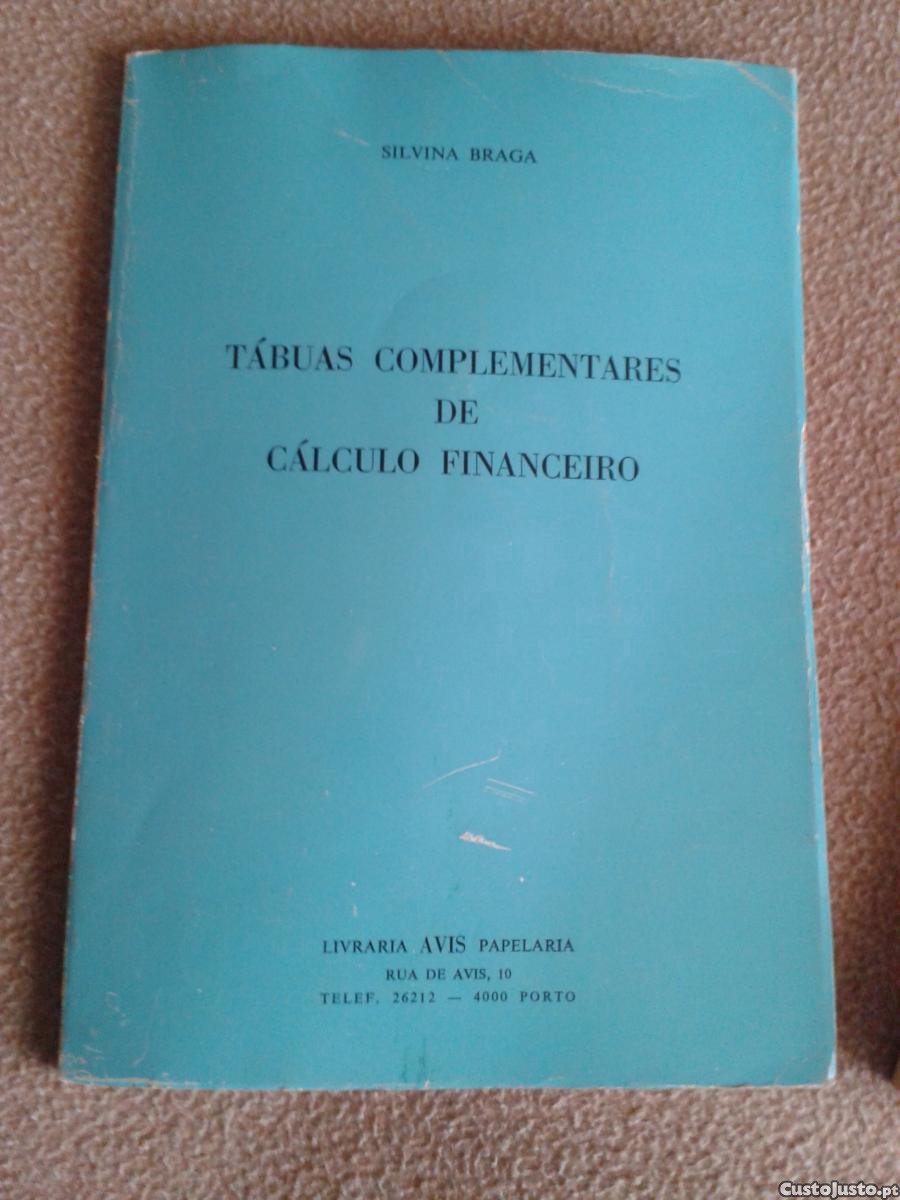 SILVINA BRAGA
TÁBUAS COMPLEMENTARES
DE
CÁLCULO FINANCEIRO
LIVRARIA AVIS PAPELARIA
RUA DE AVIS, 10
TELEF. 26212 — 4000 PORTO
CustoJusto.pt